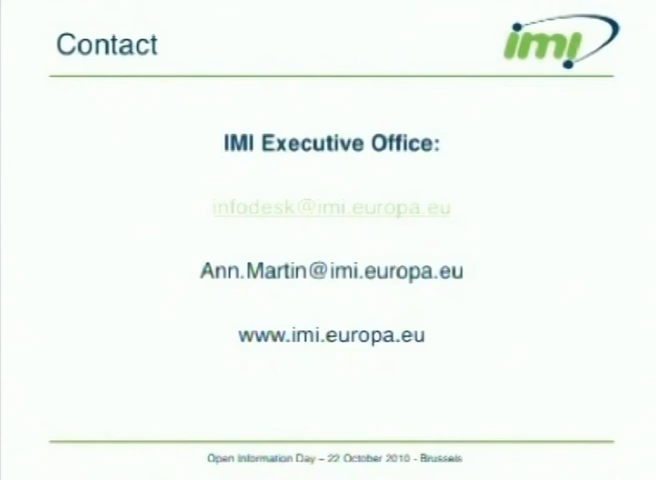 Contact
imi
IMI Executive Office:
infodesk@imi.europa.eu
Ann.Martin@imi.europa.eu
www.imi.europa.eu
Open Information Day – 22 October 2010 - Brussels